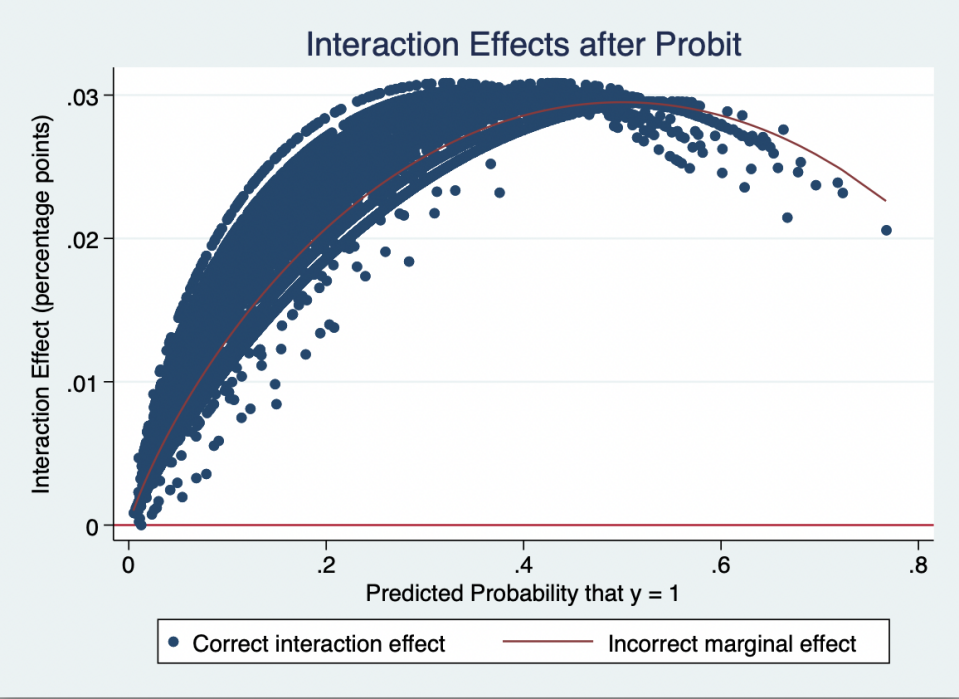 Interaction Effects after Probit
Interaction Effect (percentage points)
.03
.02
.01
0
0 .2 .4 .6 .8
Predicted Probability that y = 1
Correct interaction effect Incorrect marginal effect